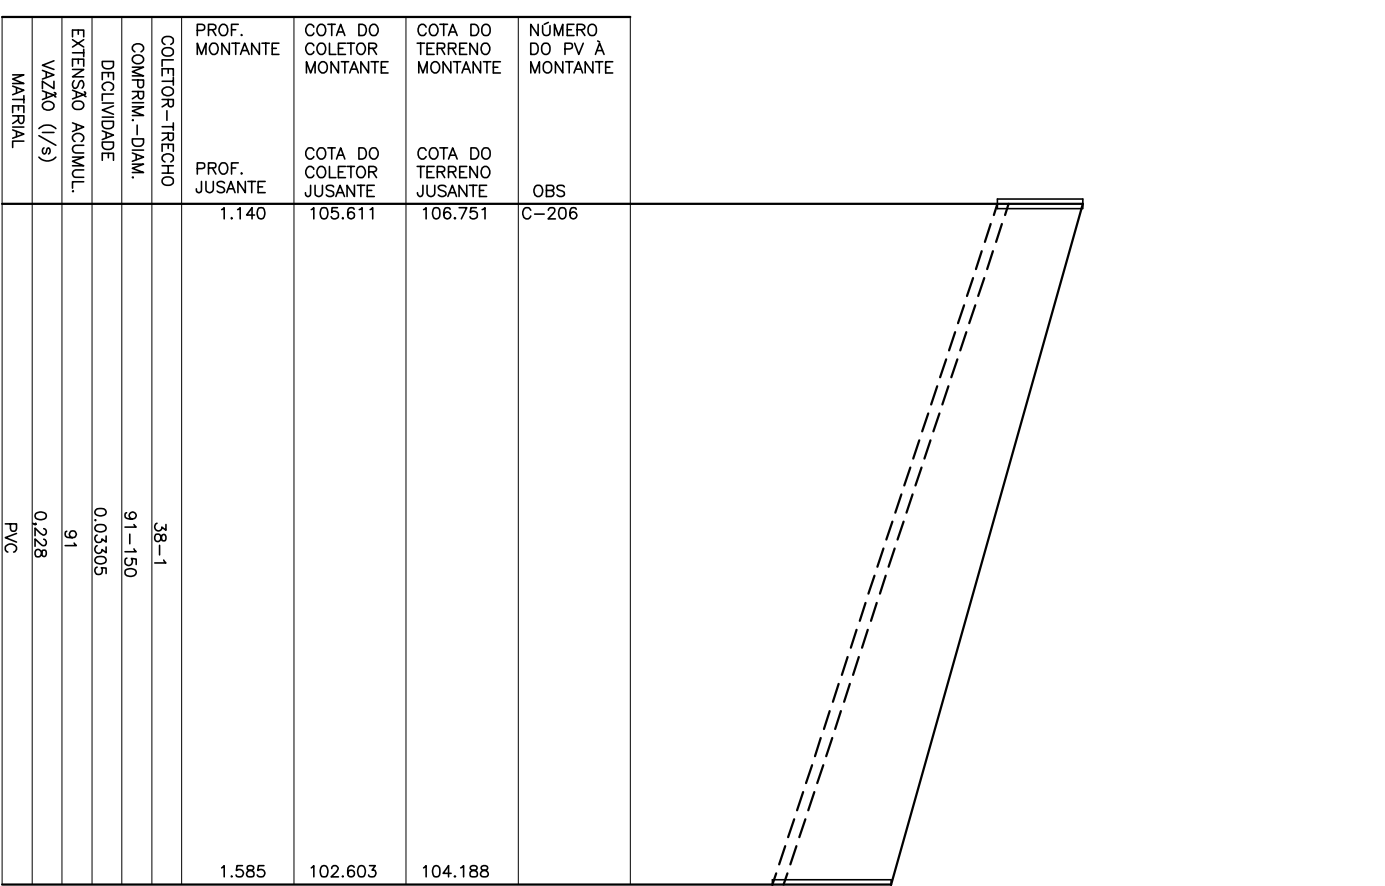 PROF.
MONTANTE
COTA DO
COLETOR
MONTANTE
COTA DO
TERRENO
MONTANTE
NÚMERO
DO PV À
MONTANTE
PROF.
JUSANTE
COTA DO
COLETOR
JUSANTE
COTA DO
TERRENO
JUSANTE
OBS
COLETOR-TRECHO
COMPRIM.-DIAM.
DECLIVIDADE
EXTENSÃO ACUMUL.
VAZÃO (l/s)
MATERIAL
1.140
105.611
106.751
C-206
38-1
91-150
0.03305
91
0,228
PVC
1.585
102.603
104.188